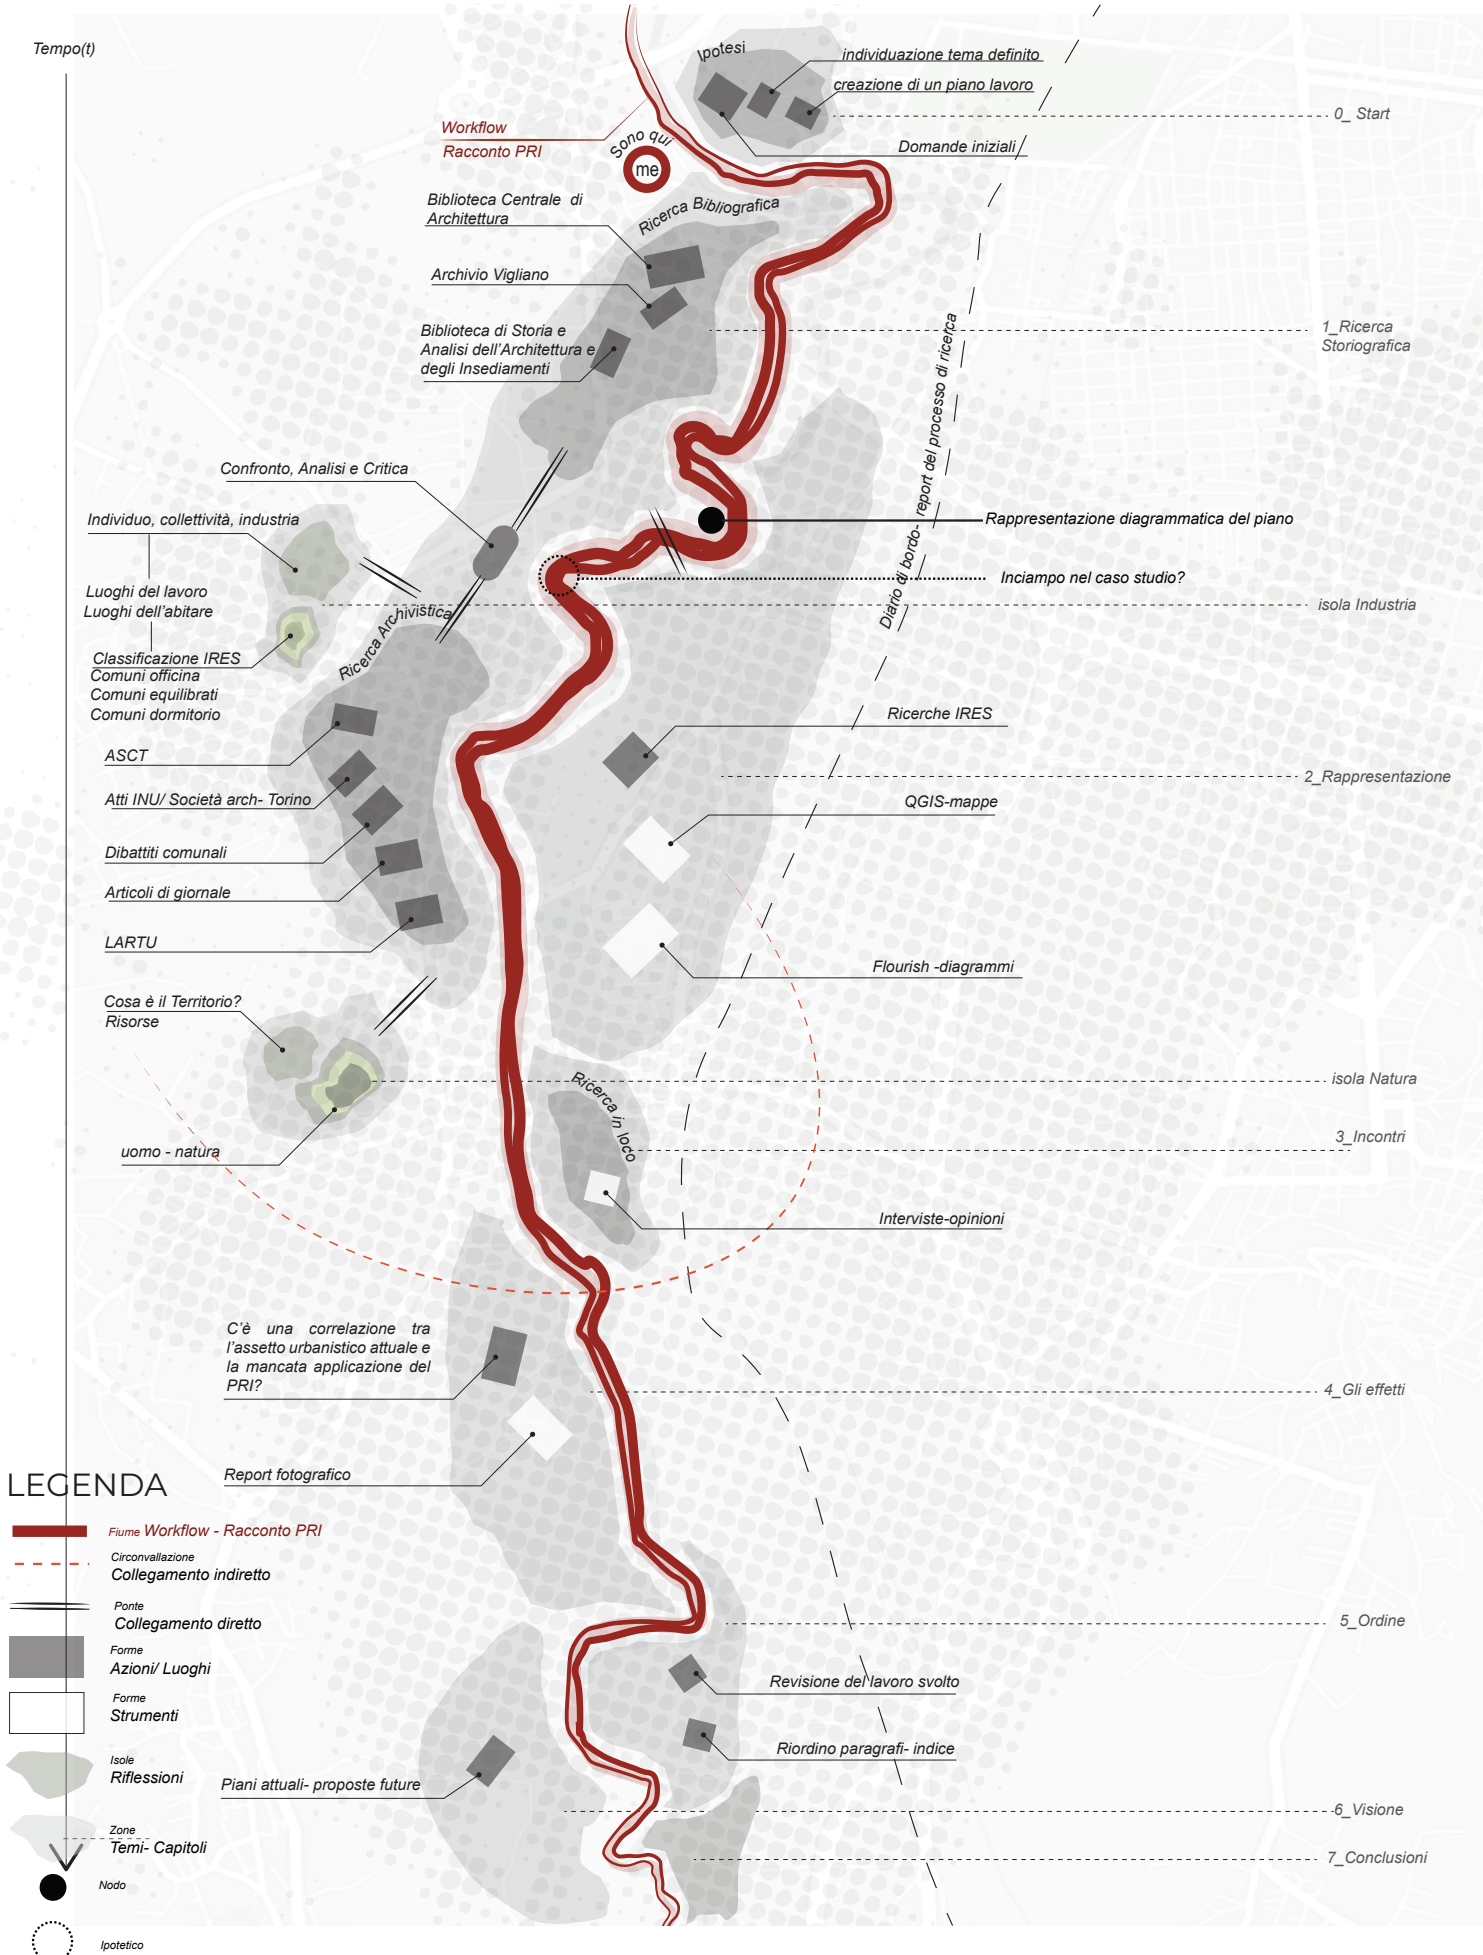 Tempo(t)
Ipotesi
individuazione tema definito
creazione di un piano lavoro
0_ Start
Domande iniziali
Workflow
Racconto PRI
Sono qui
me
Biblioteca Centrale di
Architettura
Ricerca Bibliografica
Archivio Vigliano
Biblioteca di Storia e
Analisi dell'Architettura e
degli Insediamenti
1_Ricerca
Storiografica
Diario di bordo- report del processo di ricerca
Confronto, Analisi e Critica
Individuo, collettività, industria
Rappresentazione diagrammatica del piano
Inciampo nel caso studio?
Luoghi del lavoro
Luoghi dell'abitare
isola Industria
Ricerca Archivistica
Classificazione IRES
Comuni officina
Comuni equilibrati
Comuni dormitorio
Ricerche IRES
ASCT
2_Rappresentazione
Atti INU/ Società arch- Torino
QGIS-mappe
Dibattiti comunali
Articoli di giornale
LARTU
Flourish -diagrammi
Cosa è il Territorio?
Risorse
isola Natura
Ricerca in loco
3_Incontri
uomo - natura
Interviste-opinioni
C'è una correlazione tra
l'assetto urbanistico attuale e
la mancata applicazione del
PRI?
4_Gli effetti
Report fotografico
LEGENDA
Fiume Workflow - Racconto PRI
Circonvallazione
Collegamento indiretto
Ponte
Collegamento diretto
5_Ordine
Forme
Azioni/ Luoghi
Revisione del lavoro svolto
Forme
Strumenti
Riordino paragrafi- indice
Isole
Riflessioni
Piani attuali- proposte future
6_Visione
Zone
Temi- Capitoli
7_Conclusioni
Nodo
Ipotetico